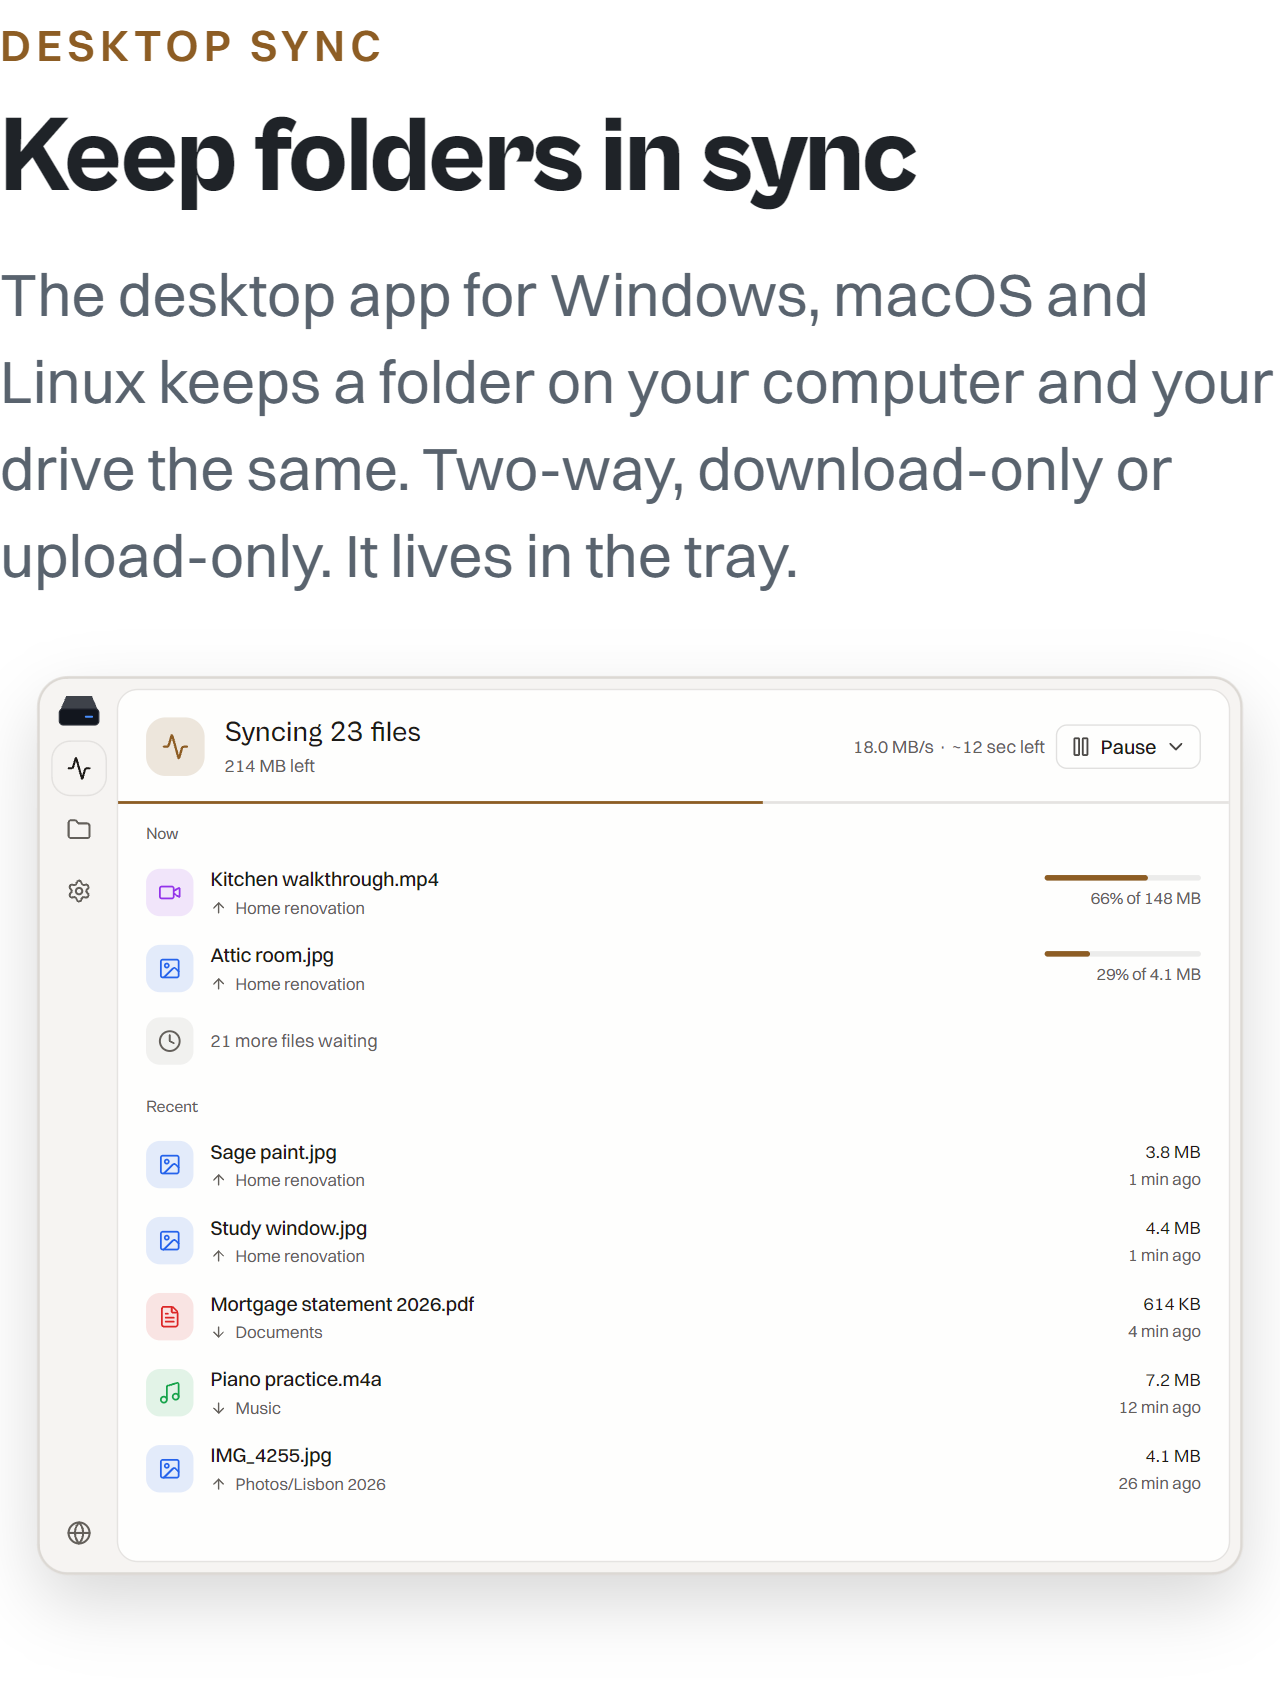 DESKTOP SYNC
Keep folders in sync
The desktop app for Windows, macOS and
Linux keeps a folder on your computer and your
drive the same. Two-way, download-only or
upload-only. It lives in the tray.
Syncing 23 files
214 MB left
18.0 MB/s · ~12 sec left
Pause
Now
Kitchen walkthrough.mp4
Home renovation
66% of 148 MB
Attic room.jpg
Home renovation
29% of 4.1 MB
21 more files waiting
Recent
Sage paint.jpg
Home renovation
3.8 MB
1 min ago
Study window.jpg
Home renovation
4.4 MB
1 min ago
Mortgage statement 2026.pdf
Documents
614 KB
4 min ago
Piano practice.m4a
Music
7.2 MB
12 min ago
IMG_4255.jpg
Photos/Lisbon 2026
4.1 MB
26 min ago